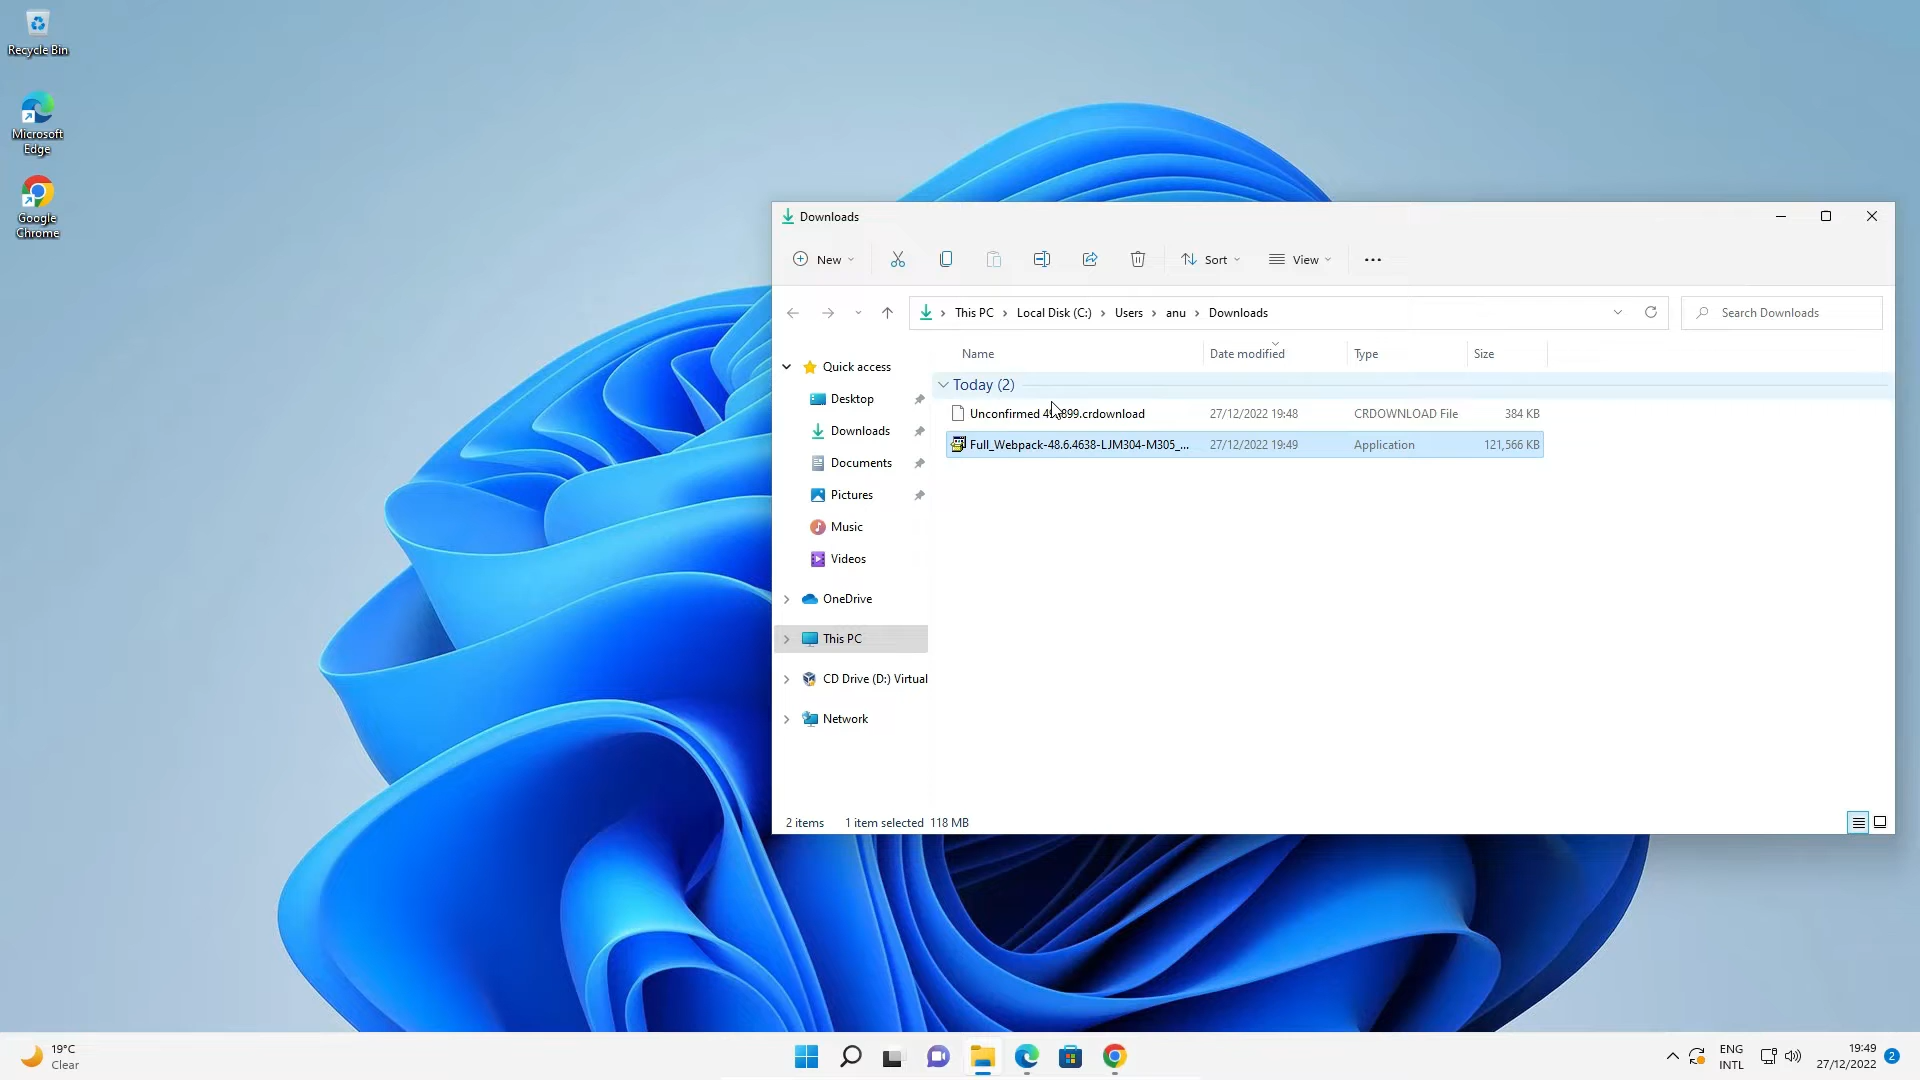 Recycle Bin
Microsoft
Edge
Google
Chrome
Downloads
New
Sort
View
This PC
Local Disk (C:)
Users
anu
Downloads
Search Downloads
Name
Date modified
Type
Size
Quick access
Desktop
Downloads
Documents
Pictures
Music
Videos
OneDrive
This PC
CD Drive (D:) Virtual
Network
Today (2)
Unconfirmed
27/12/2022 19:48
CRDOWNLOAD File
384 KB
Full_Webpack-48.6.4638-LJM304-M305_...
27/12/2022 19:49
Application
121,566 KB
2 items
1 item selected 118 MB
19°C
Clear
ENG
INTL
19:49
27/12/2022
2